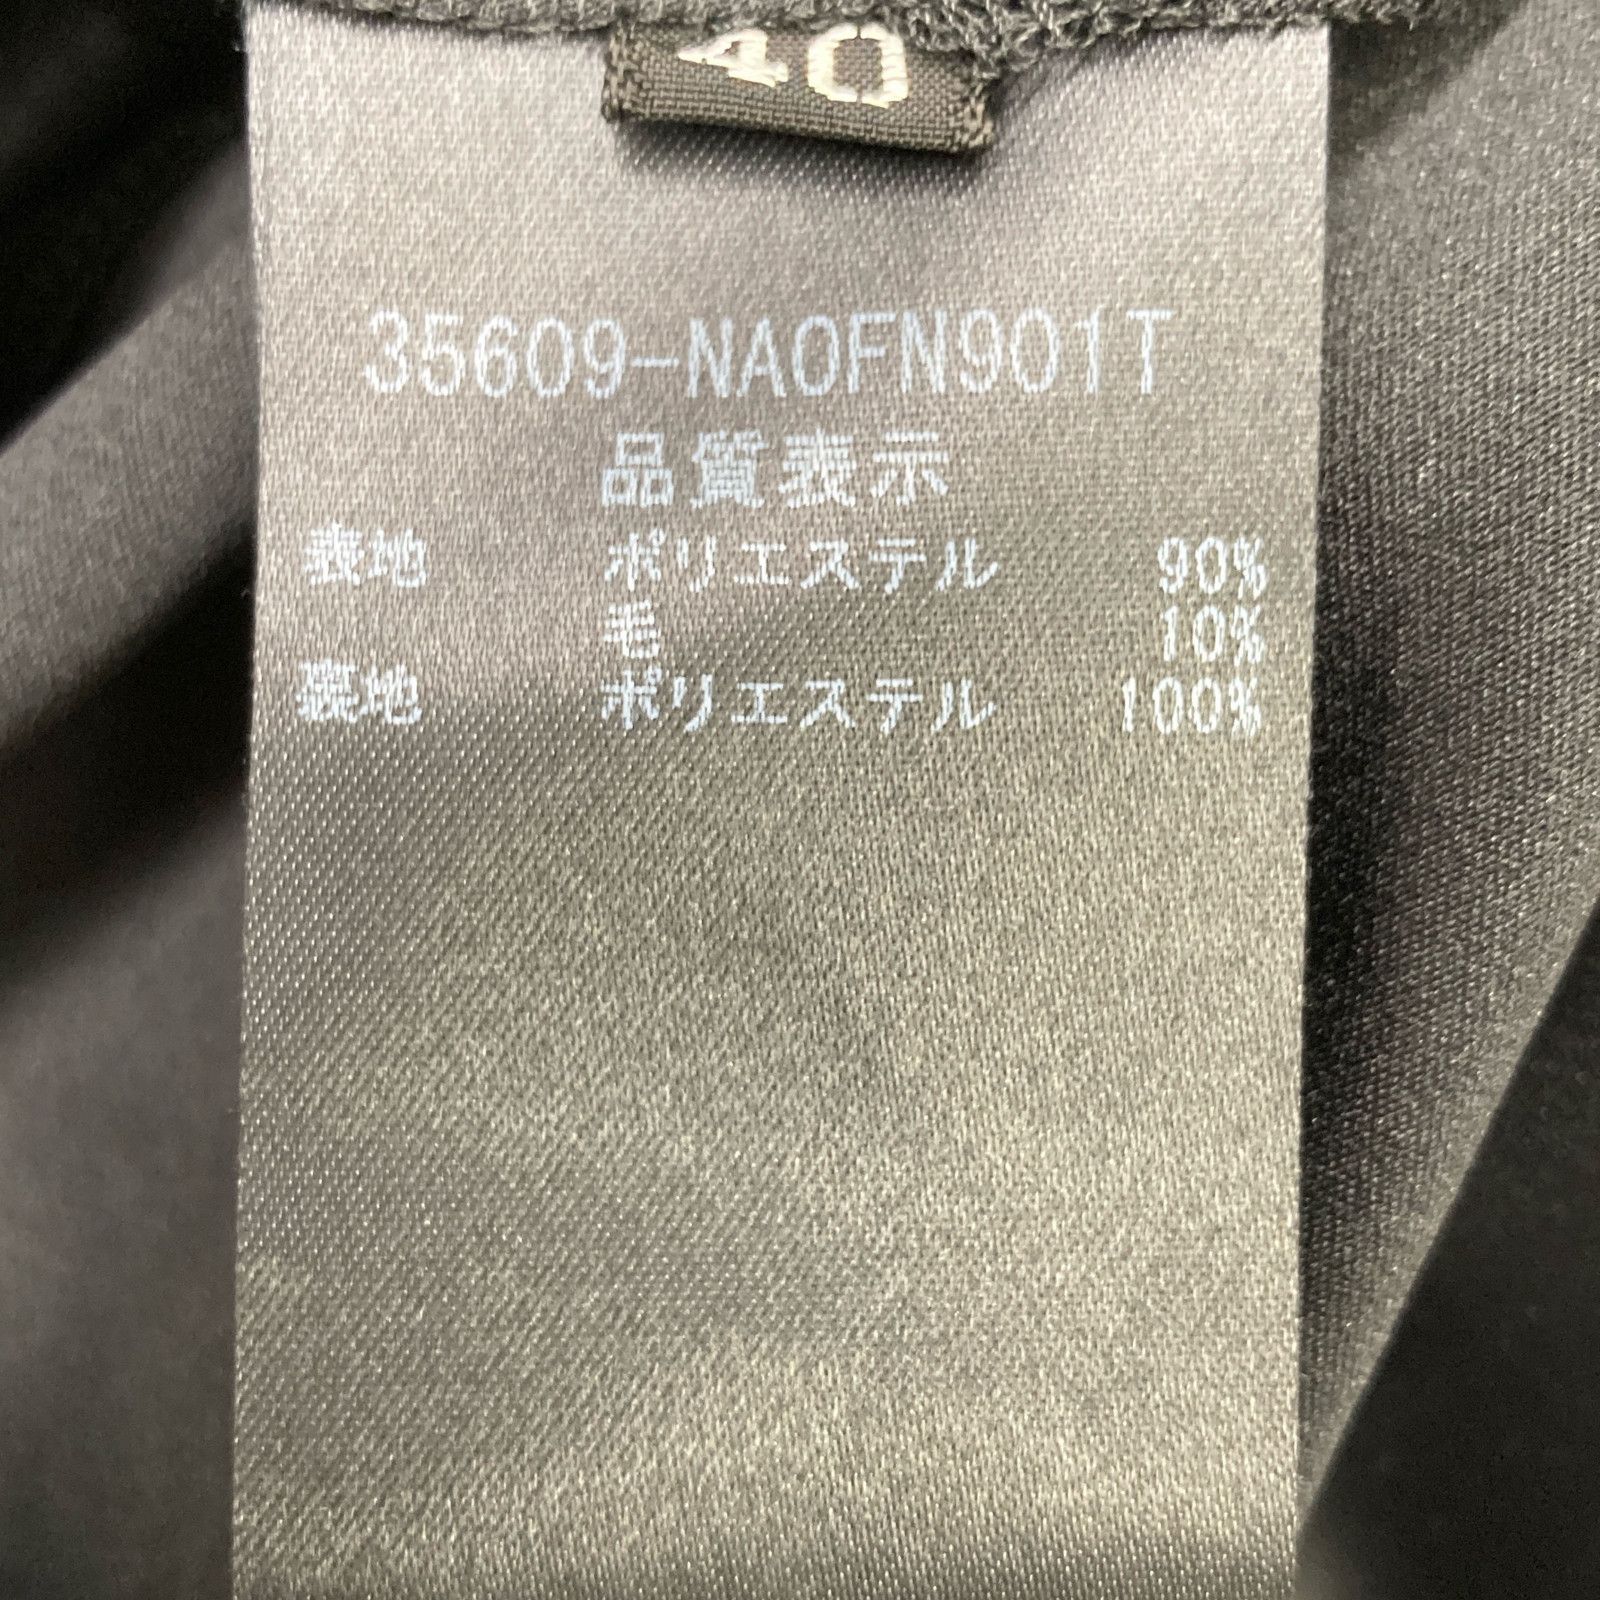 40
35609-NA0FN901T
品質表示
表地 ポリエステル 90%
毛 10%
裏地 ポリエステル 100%